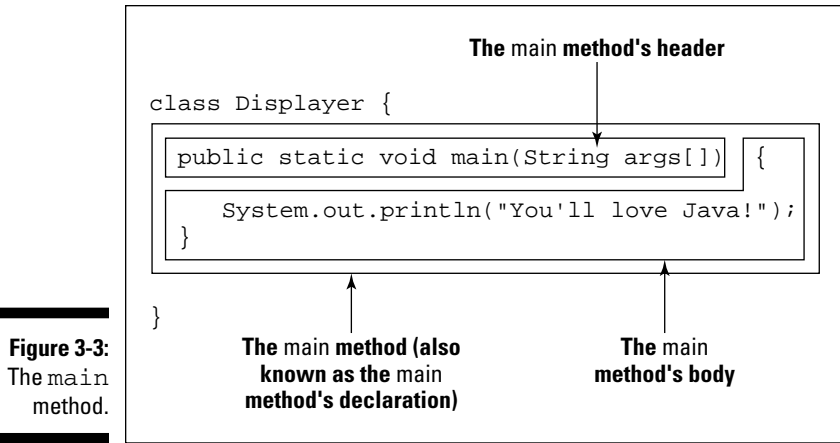 The main method's header
class Displayer {
public static void main(String args[]) {
System.out.println("You'll love Java!");
}
}
The main method (also
known as the main
method's declaration)
The main
method's body
Figure 3-3:
The main
method.